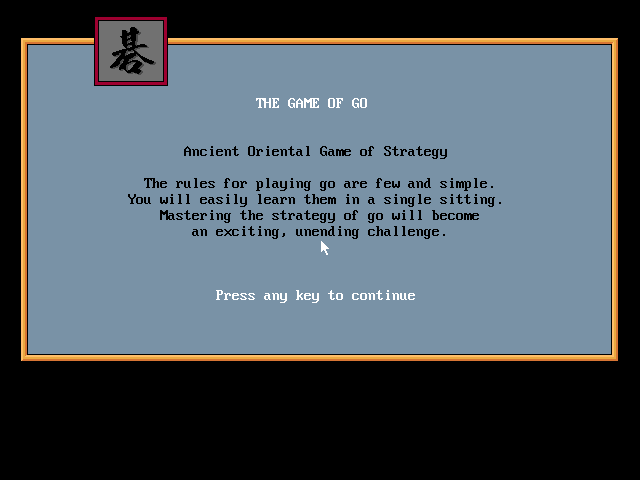 碁
THE GAME OF GO
Ancient Oriental Game of Strategy
The rules for playing go are few and simple.
You will easily learn them in a single sitting.
Mastering the strategy of go will become
an exciting, unending challenge.
Press any key to continue